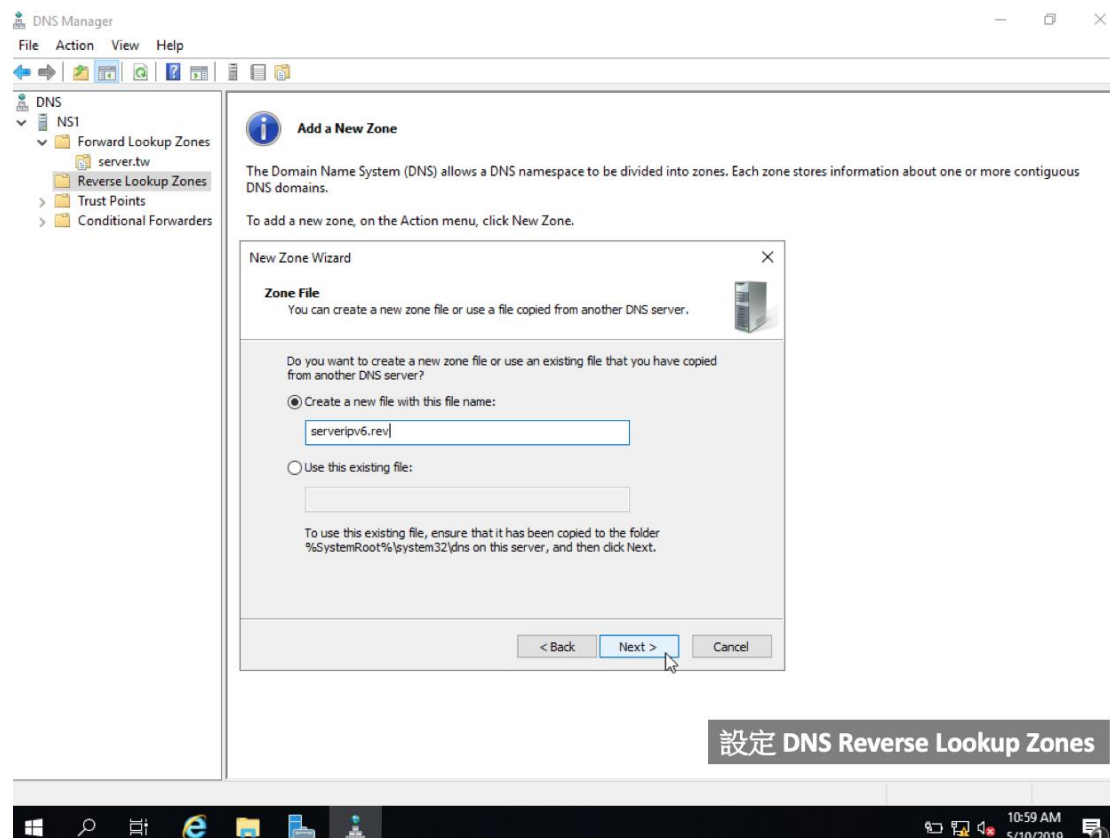 DNS Manager
File Action View Help
DNS
NS1
Forward Lookup Zones
server.tw
Reverse Lookup Zones
Trust Points
Conditional Forwarders
Add a New Zone
The Domain Name System (DNS) allows a DNS namespace to be divided into zones. Each zone stores information about one or more contiguous
DNS domains.
To add a new zone, on the Action menu, click New Zone.
New Zone Wizard
Zone File
You can create a new zone file or use a file copied from another DNS server.
Do you want to create a new zone file or use an existing file that you have copied
from another DNS server?
Create a new file with this file name:
serveripv6.rev
Use this existing file:
To use this existing file, ensure that it has been copied to the folder
%SystemRoot%\system32\dns on this server, and then click Next.
< Back Next > Cancel
設定 DNS Reverse Lookup Zones
10:59 AM
5/10/2019